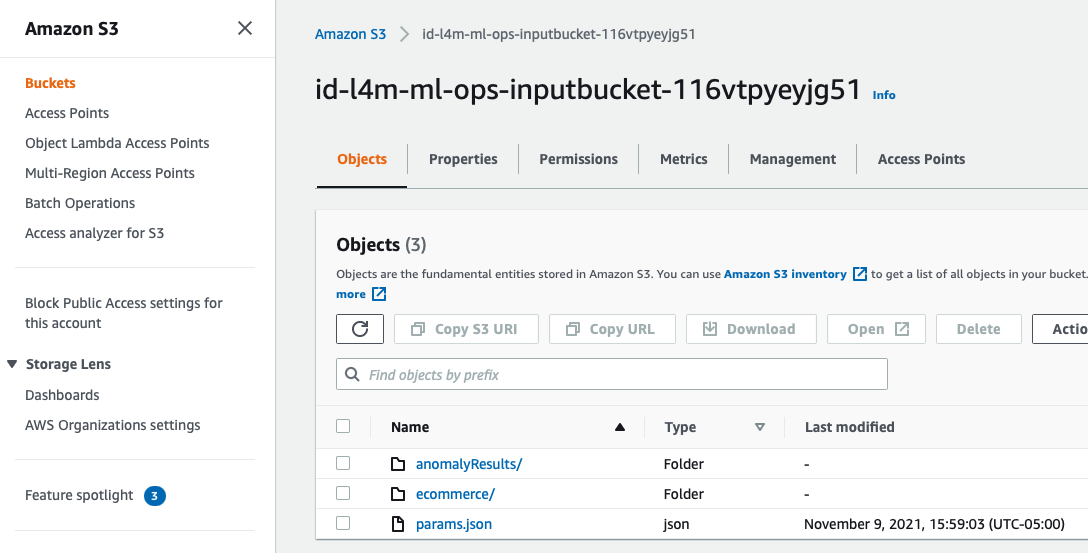 Amazon S3
Buckets
Access Points
Object Lambda Access Points
Multi-Region Access Points
Batch Operations
Access analyzer for S3
Block Public Access settings for
this account
Storage Lens
Dashboards
AWS Organizations settings
Feature spotlight 3
Amazon S3 id-l4m-ml-ops-inputbucket-116vtpyeyjg51
id-l4m-ml-ops-inputbucket-116vtpyeyjg51 Info
Objects Properties Permissions Metrics Management Access Points
Objects (3)
Objects are the fundamental entities stored in Amazon S3. You can use Amazon S3 inventory to get a list of all objects in your bucket.
more
Copy S3 URI Copy URL Download Open Delete Actio
Find objects by prefix
Name Type Last modified
anomalyResults/ Folder -
ecommerce/ Folder -
params.json json November 9, 2021, 15:59:03 (UTC-05:00)